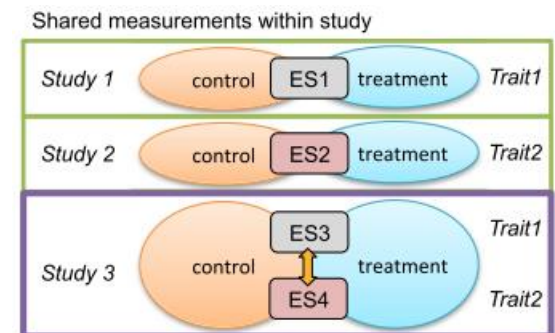 Shared measurements within study
Study 1 control ES1 treatment Trait1
Study 2 control ES2 treatment Trait2
ES3 Trait1
Study 3 control treatment
ES4 Trait2